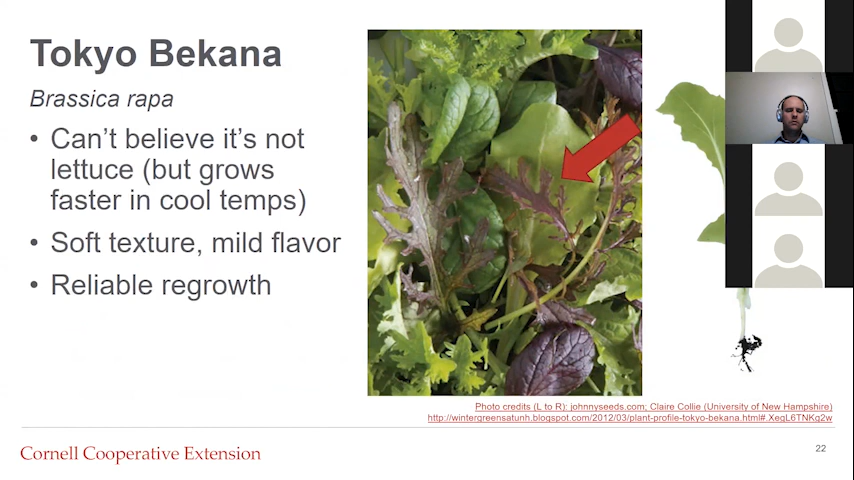 Tokyo Bekana
Brassica rapa
• Can’t believe it’s not
lettuce (but grows
faster in cool temps)
• Soft texture, mild flavor
• Reliable regrowth
Photo credits (L to R): johnnyseeds.com; Claire Collie (University of New Hampshire)
http://wintergreensatunh.blogspot.com/2012/03/plant-profile-tokyo-bekana.html#.XegL6TNKg2w
Cornell Cooperative Extension
22